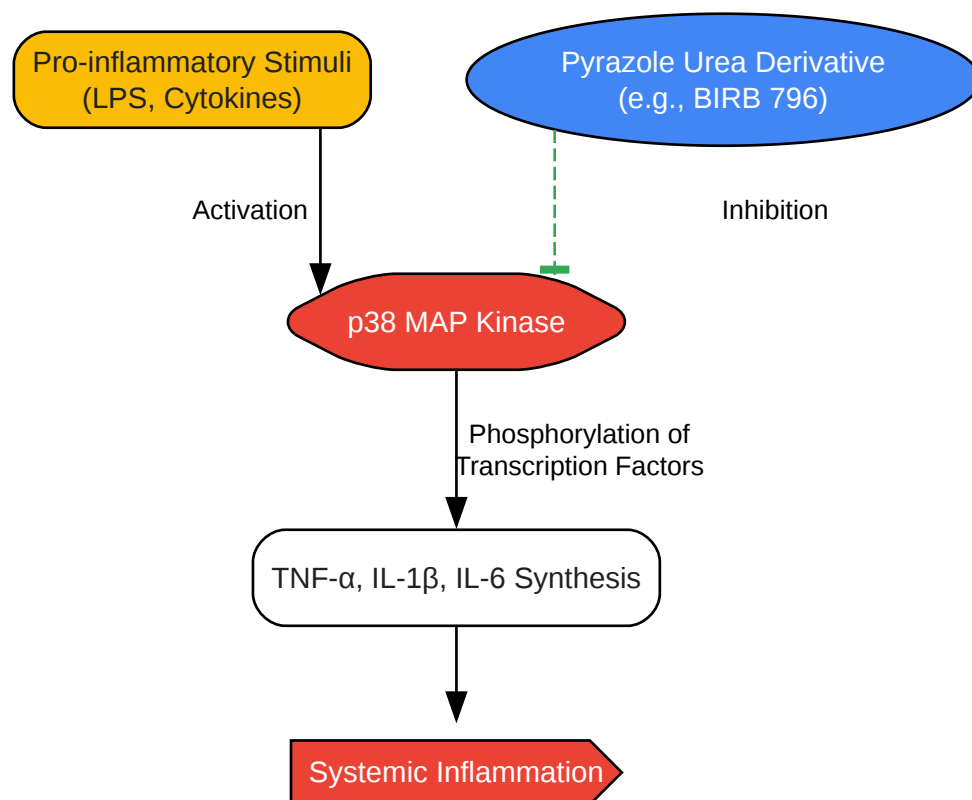 Pro-inflammatory Stimuli
(LPS, Cytokines)
Pyrazole Urea Derivative
(e.g., BIRB 796)
Activation
Inhibition
p38 MAP Kinase
Phosphorylation of
Transcription Factors
TNF-α, IL-1β, IL-6 Synthesis
Systemic Inflammation